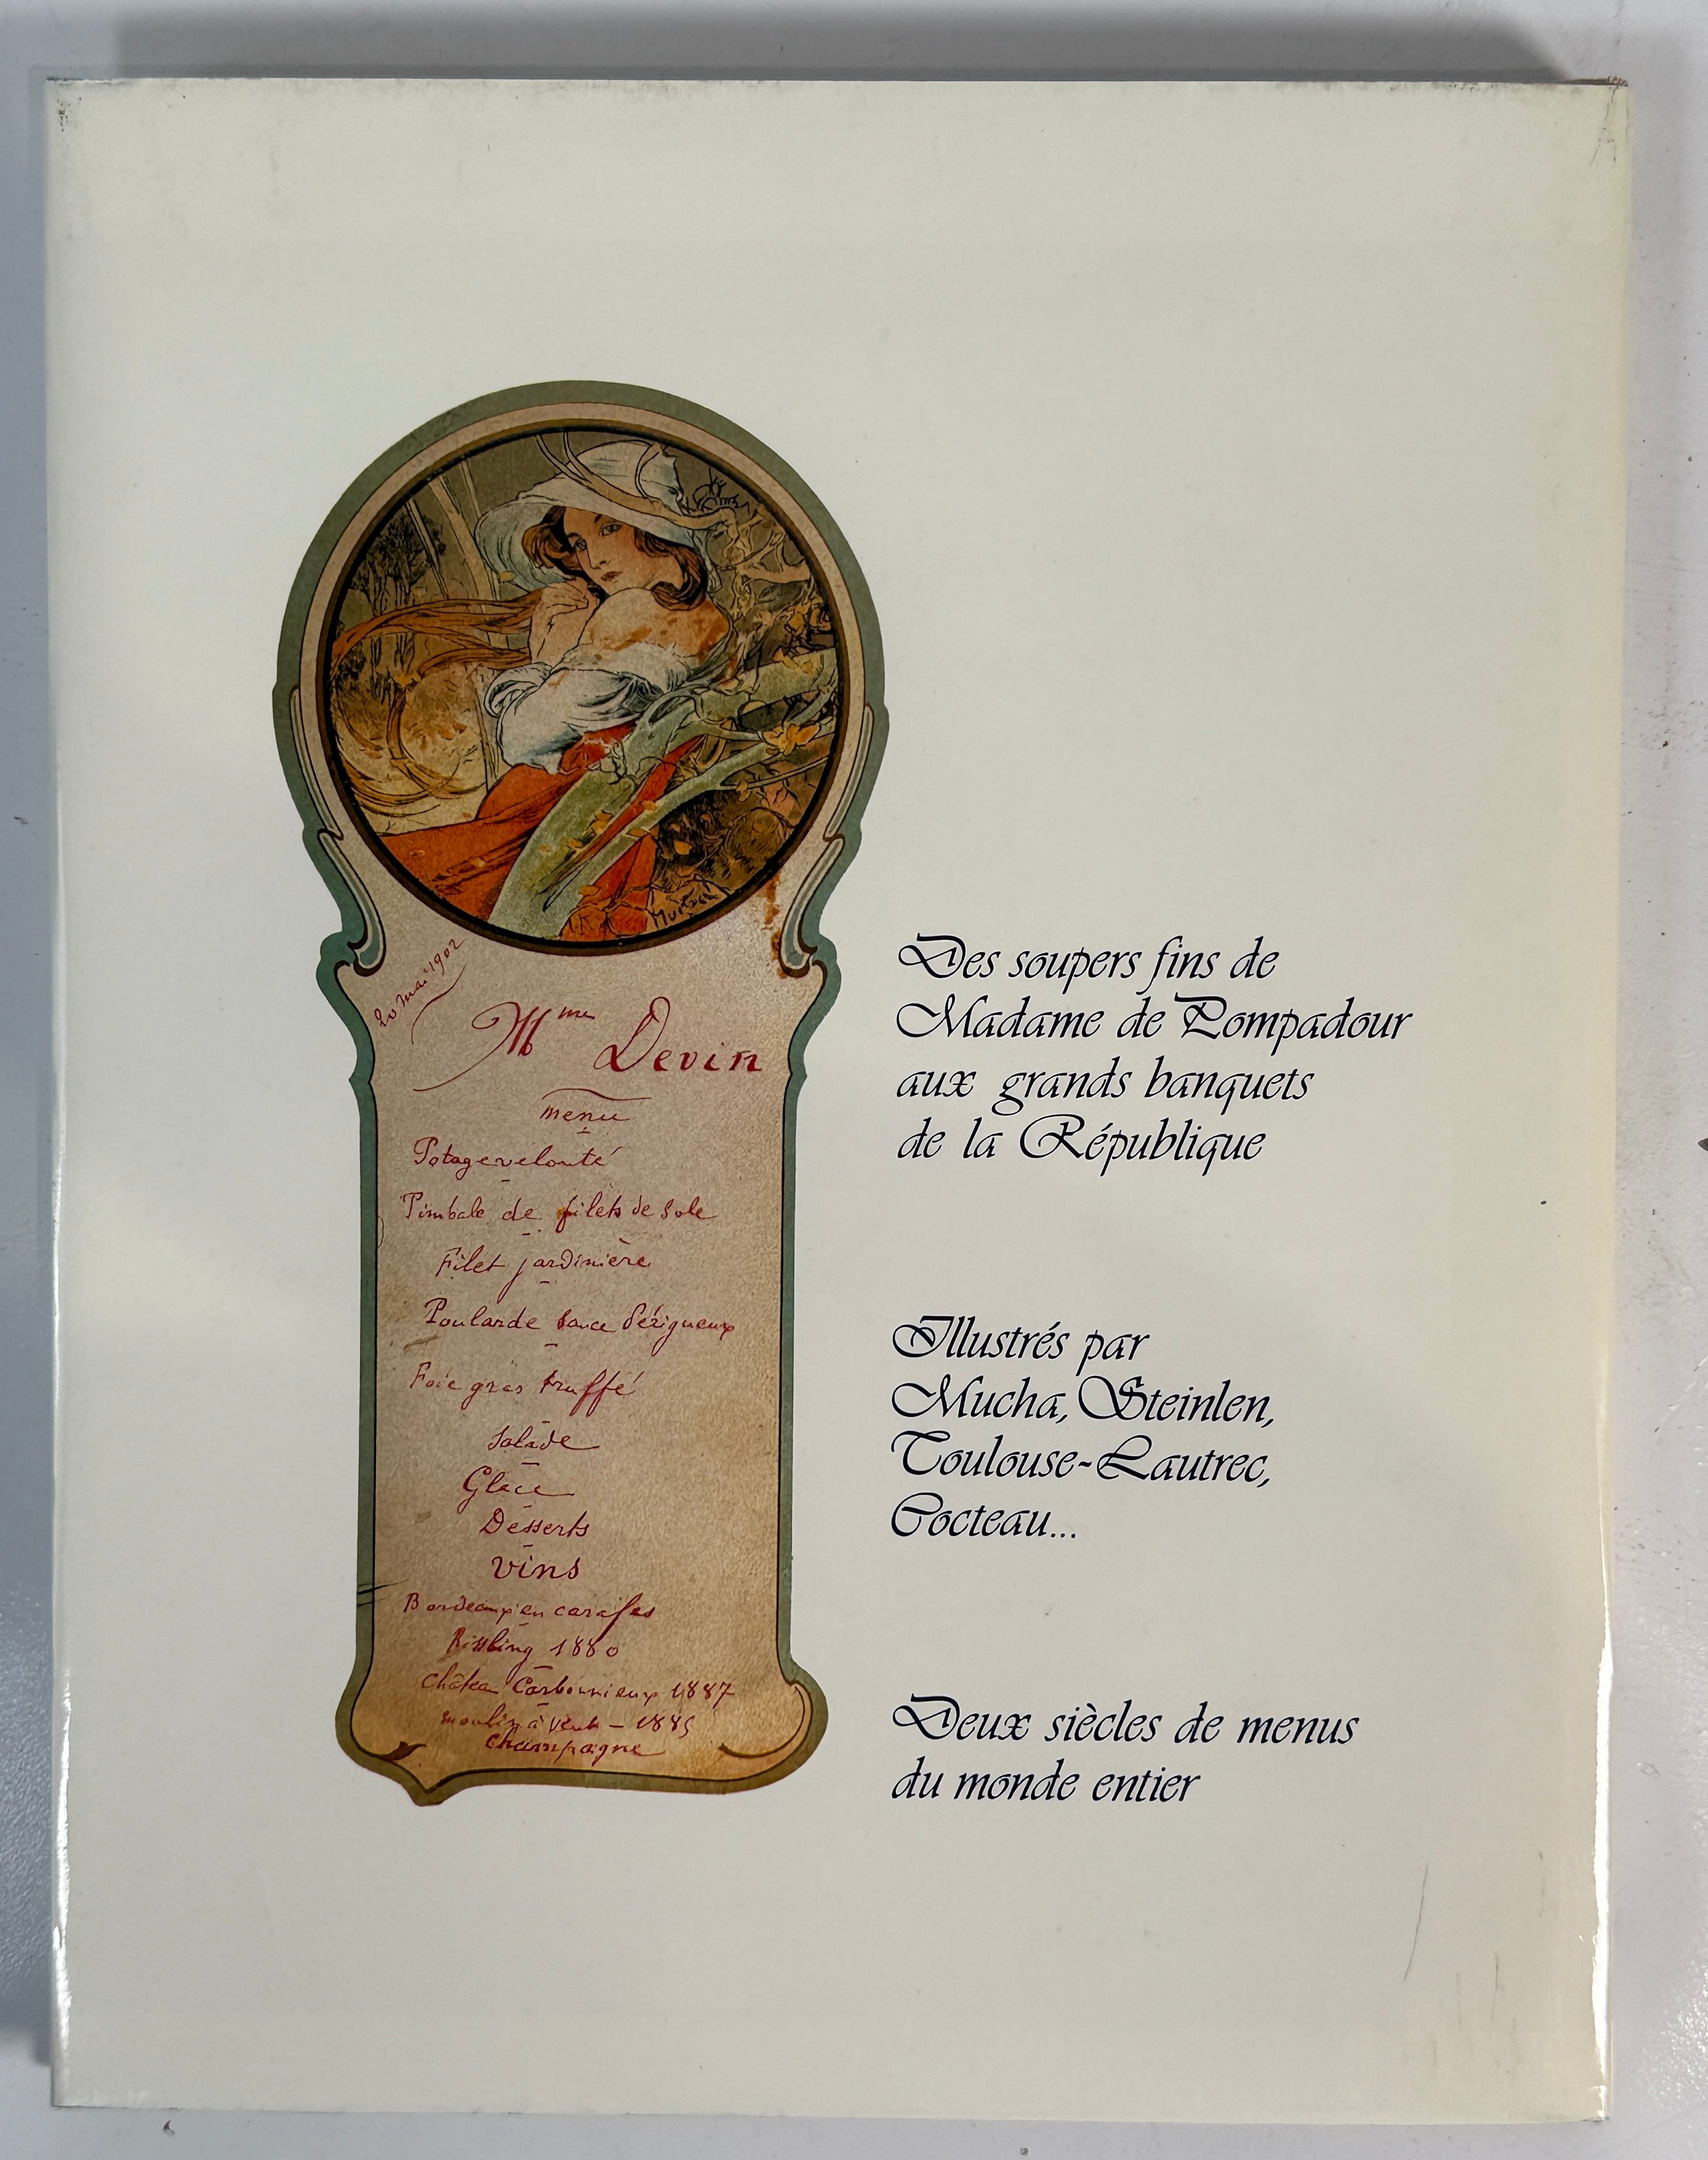 Mucha
20 mai 1902
Mme Devin
menu
Potage velouté
Timbale de filets de sole
Filet jardinière
Poularde sauce Périgueux
Foie gras truffé
Salade
Glace
Desserts
Vins
Bordeaux en carafes
Rissling 1880
Château Carbonnieux 1887
moulin à vent - 1885
Champagne
Des soupers fins de
Madame de Pompadour
aux grands banquets
de la République
Illustrés par
Mucha, Steinlen,
Toulouse-Lautrec,
Cocteau...
Deux siècles de menus
du monde entier